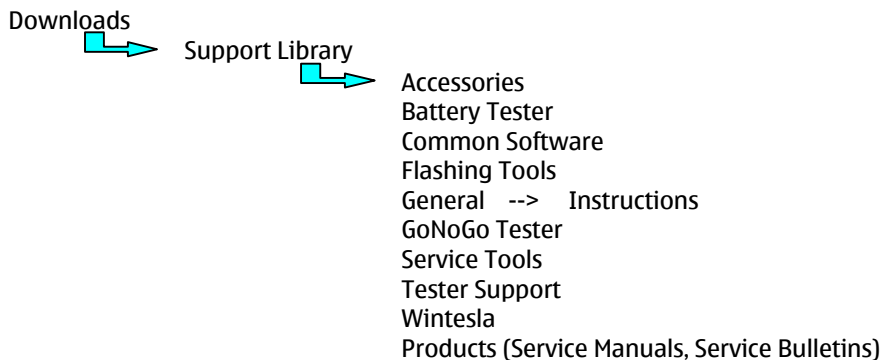 Downloads
Support Library
Accessories
Battery Tester
Common Software
Flashing Tools
General --> Instructions
GoNoGo Tester
Service Tools
Tester Support
Wintesla
Products (Service Manuals, Service Bulletins)